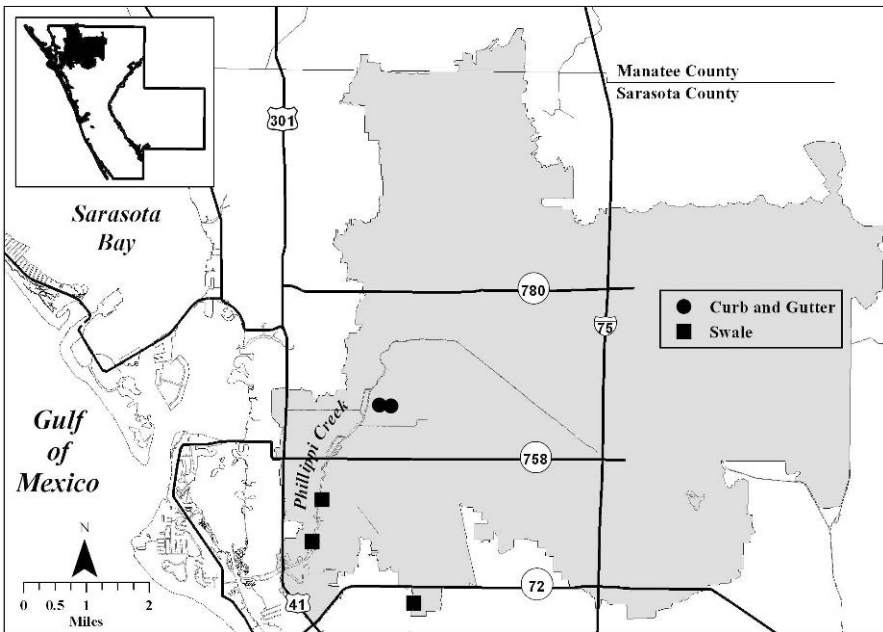 Manatee County
Sarasota County
301
Sarasota
Bay
780
Curb and Gutter
Swale
75
Gulf
of
Mexico
Phillippi Creek
758
N
72
41
0 0.5 1 2
Miles